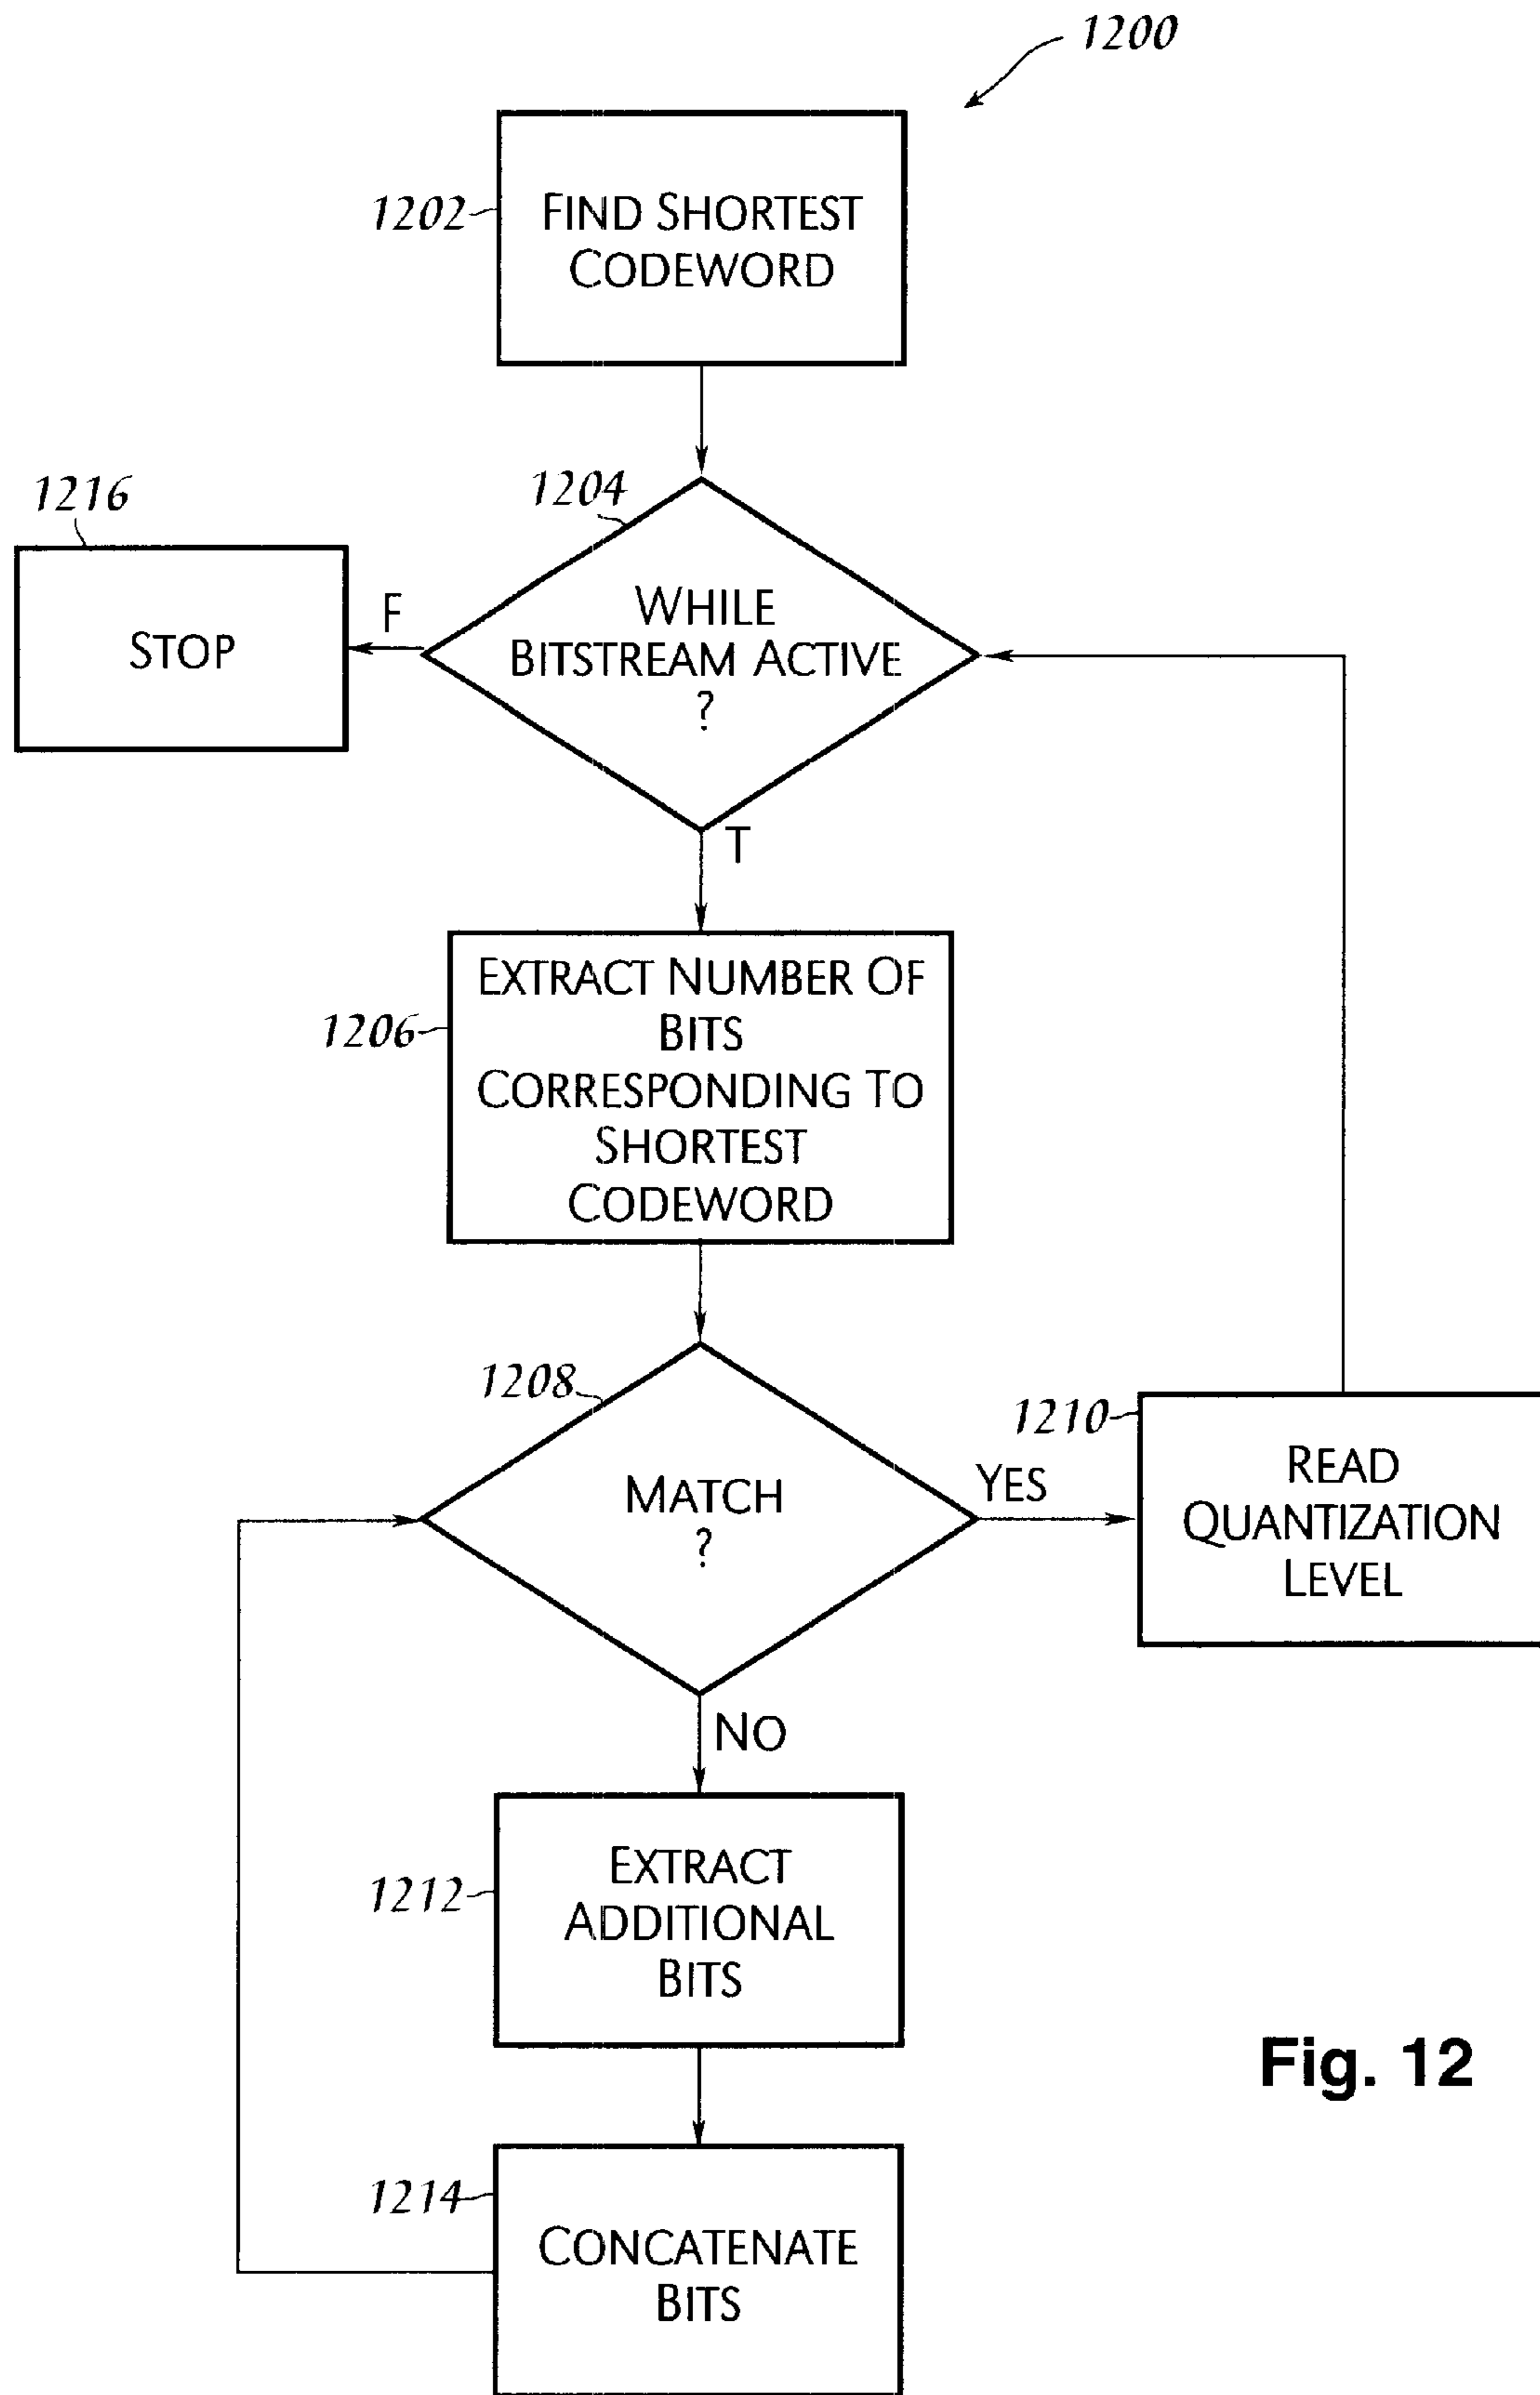 1200
1202
FIND SHORTEST
CODEWORD
1204
1216
WHILE
BITSTREAM ACTIVE
?
F
STOP
T
1206
EXTRACT NUMBER OF
BITS
CORRESPONDING TO
SHORTEST
CODEWORD
1208
MATCH
?
YES
1210
READ
QUANTIZATION
LEVEL
NO
1212
EXTRACT
ADDITIONAL
BITS
1214
CONCATENATE
BITS
Fig. 12